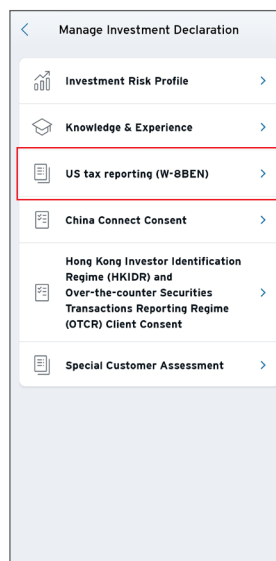 Manage Investment Declaration
Investment Risk Profile
Knowledge & Experience
US tax reporting (W-8BEN)
China Connect Consent
Hong Kong Investor Identification
Regime (HKIDR) and
Over-the-counter Securities
Transactions Reporting Regime
(OTCR) Client Consent
Special Customer Assessment